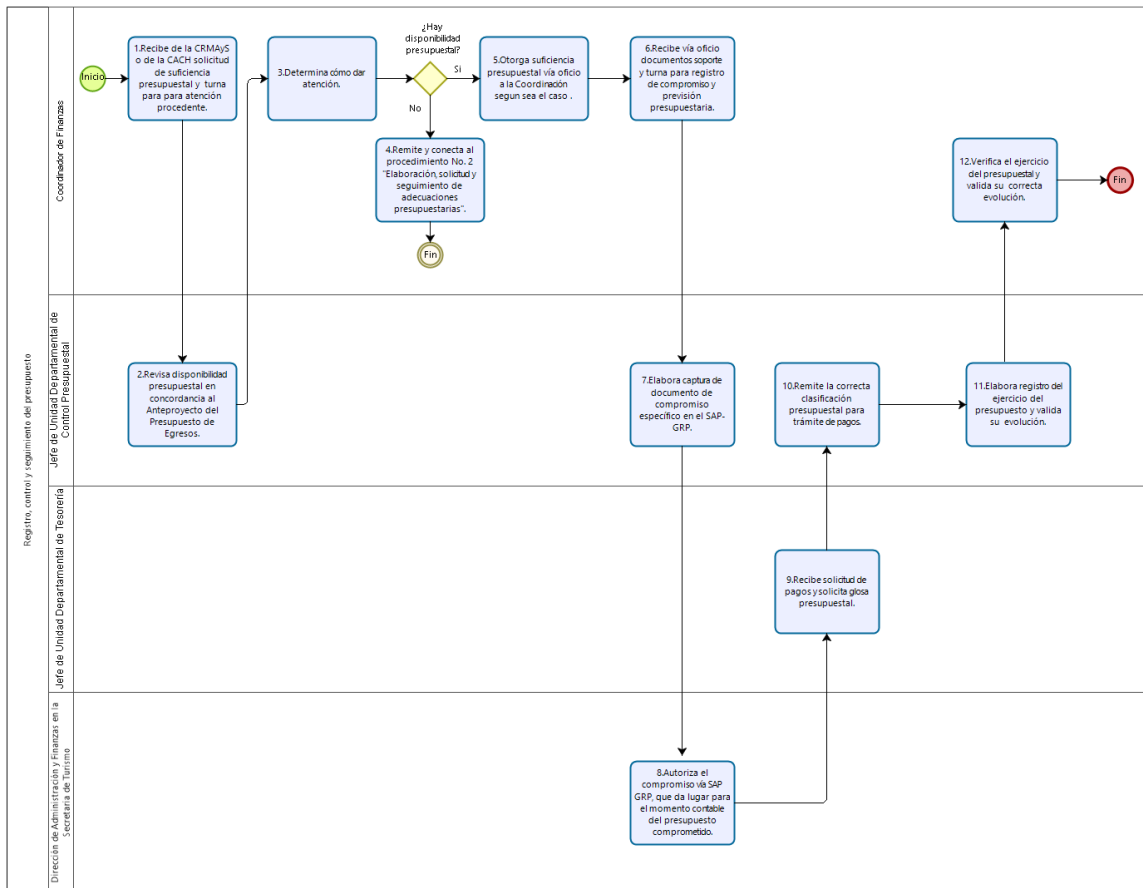 Registro, control y seguimiento del presupuesto
Coordinador de Finanzas
Inicio
1.Recibe de la CRMAyS
o de la CACH solicitud
de suficiencia
presupuestal y turna
para para atención
procedente.
3.Determina cómo dar
atención.
¿Hay
disponibilidad
presupuestal?
Si
No
4.Remite y conecta al
procedimiento No. 2
"Elaboración, solicitud y
seguimiento de
adecuaciones
presupuestarias".
Fin
5.Otorga suficiencia
presupuestal vía oficio
a la Coordinación
segun sea el caso .
6.Recibe vía oficio
documentos soporte
y turna para registro
de compromiso y
previsión
presupuestaria.
12.Verifica el ejercicio
del presupuestal y
valida su correcta
evolución.
Fin
Jefe de Unidad Departamental de
Control Presupuestal
2.Revisa disponibilidad
presupuestal en
concordancia al
Anteproyecto del
Presupuesto de
Egresos.
7.Elabora captura de
documento de
compromiso
específico en el SAP-
GRP.
10.Remite la correcta
clasificación
presupuestal para
trámite de pagos.
11.Elabora registro del
ejercicio del
presupuesto y valida
su evolución.
Jefe de Unidad Departamental de Tesorería
9.Recibe solicitud de
pagos y solicita glosa
presupuestal.
Dirección de Administración y Finanzas en la
Secretaria de Turismo
8.Autoriza el
compromiso vía SAP
GRP, que da lugar para
el momento contable
del presupuesto
comprometido.